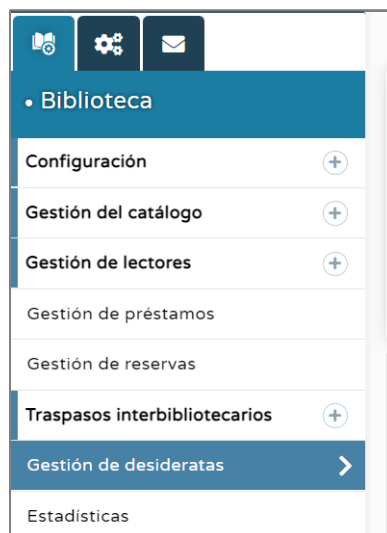 • Biblioteca
Configuración
Gestión del catálogo
Gestión de lectores
Gestión de préstamos
Gestión de reservas
Traspasos interbibliotecarios
Gestión de desideratas
Estadísticas